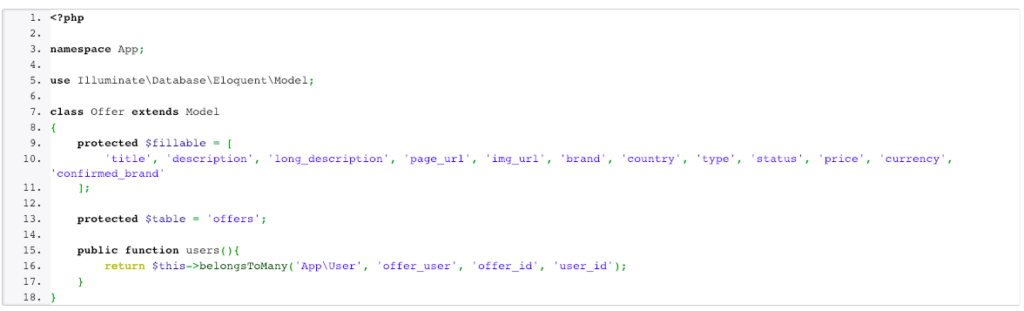 1. <?php
2.
3. namespace App;
4.
5. use Illuminate\Database\Eloquent\Model;
6.
7. class Offer extends Model
8. {
9.     protected $fillable = [
10.         'title', 'description', 'long_description', 'page_url', 'img_url', 'brand', 'country', 'type', 'status', 'price', 'currency',
'confirmed_brand'
11.     ];
12.
13.     protected $table = 'offers';
14.
15.     public function users(){
16.         return $this->belongsToMany('App\User', 'offer_user', 'offer_id', 'user_id');
17.     }
18. }